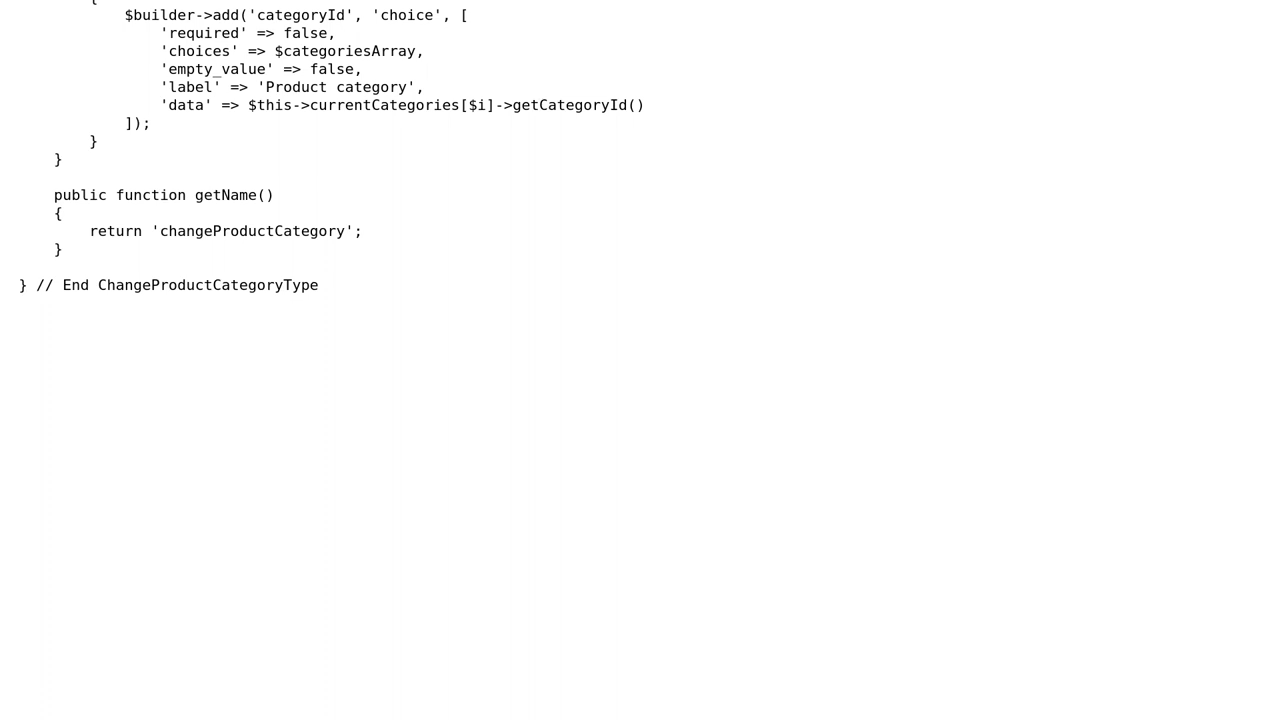 {
$builder->add('categoryId', 'choice', [
'required' => false,
'choices' => $categoriesArray,
'empty_value' => false,
'label' => 'Product category',
'data' => $this->currentCategories[$i]->getCategoryId()
]);
}
}
public function getName()
{
return 'changeProductCategory';
}
} // End ChangeProductCategoryType